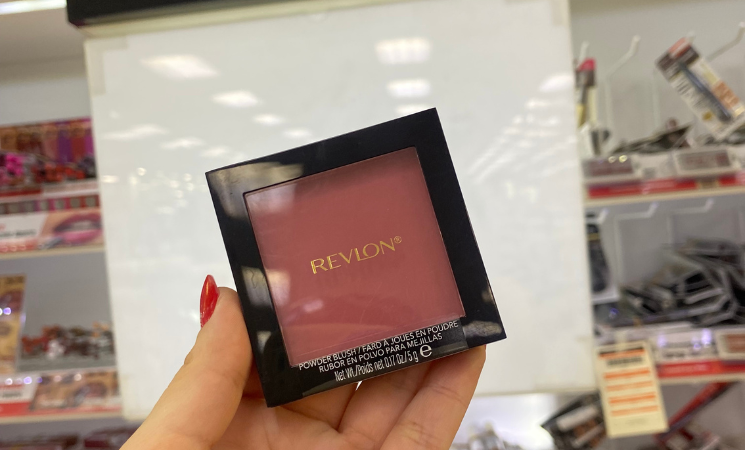 REVLON®
POWDER BLUSH / FARD À JOUES EN POUDRE
RUBOR EN POLVO PARA MEJILLAS
Net Wt./Poids net 0.17 Oz/5 g e